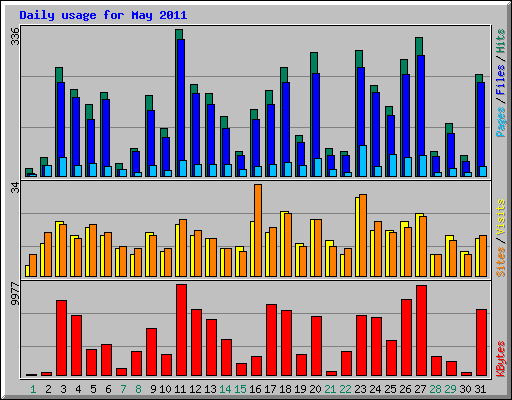 Daily usage for May 2011
336
Pages / Files / Hits
34
Sites / Visits
9977
KBytes
1 2 3 4 5 6 7 8 9 10 11 12 13 14 15 16 17 18 19 20 21 22 23 24 25 26 27 28 29 30 31